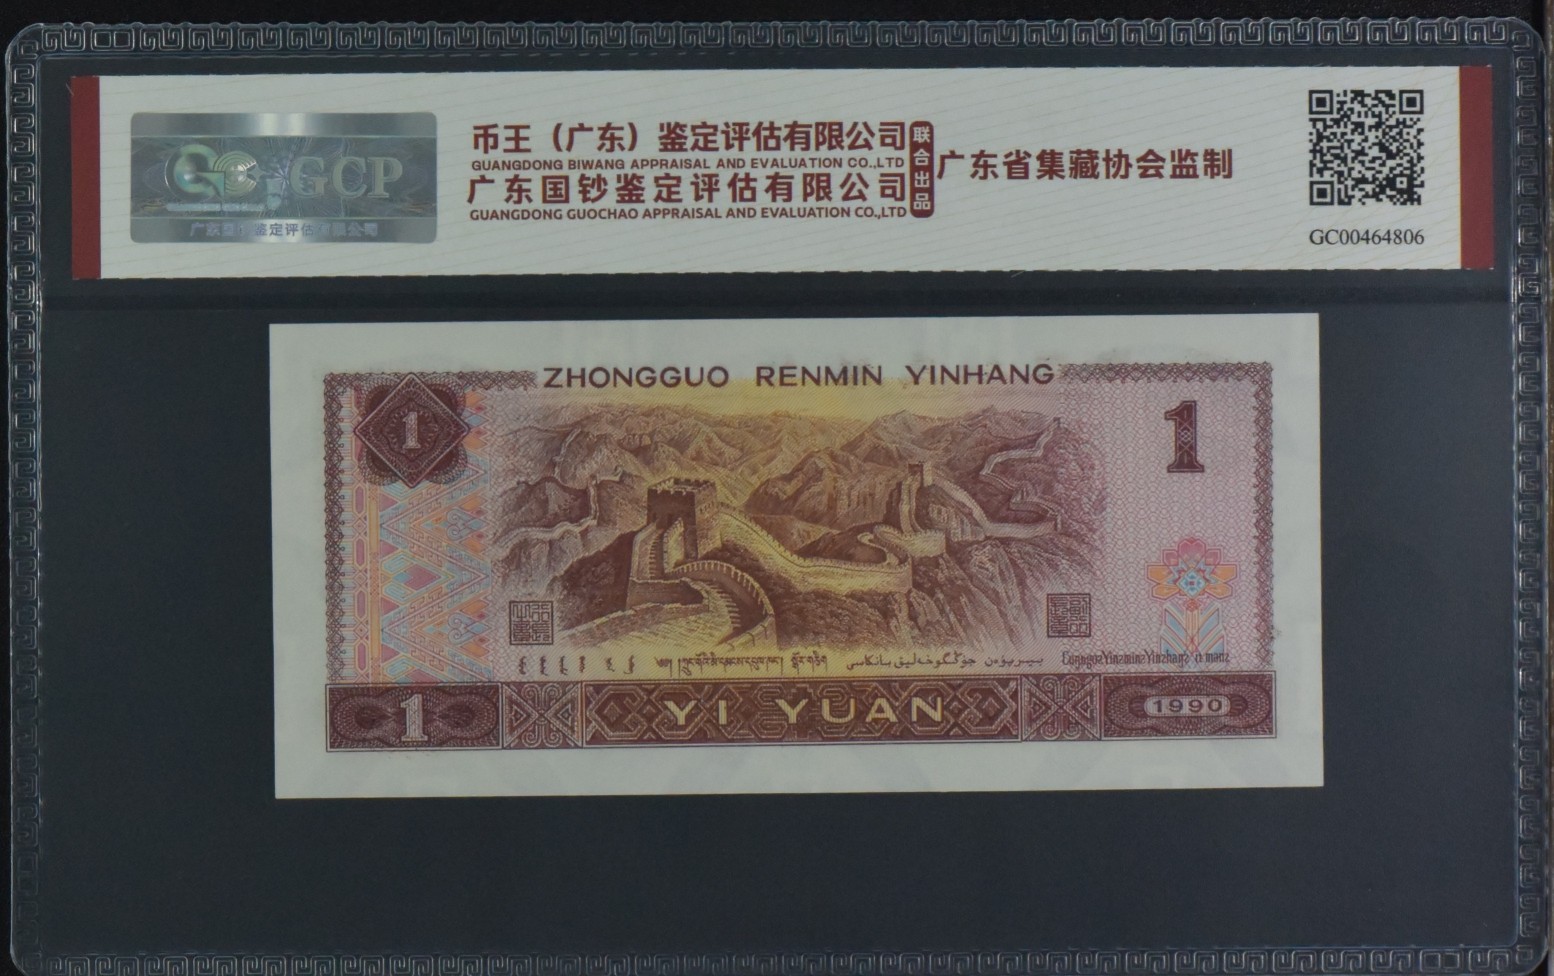 GCP
币王（广东）鉴定评估有限公司
GUANGDONG BIWANG APPRAISAL AND EVALUATION CO.,LTD
广东国钞鉴定评估有限公司
GUANGDONG GUOCHAO APPRAISAL AND EVALUATION CO.,LTD
联合出品
广东省集藏协会监制
GC00464806
ZHONGGUO RENMIN YINHANG
1
1
1 YI YUAN 1990